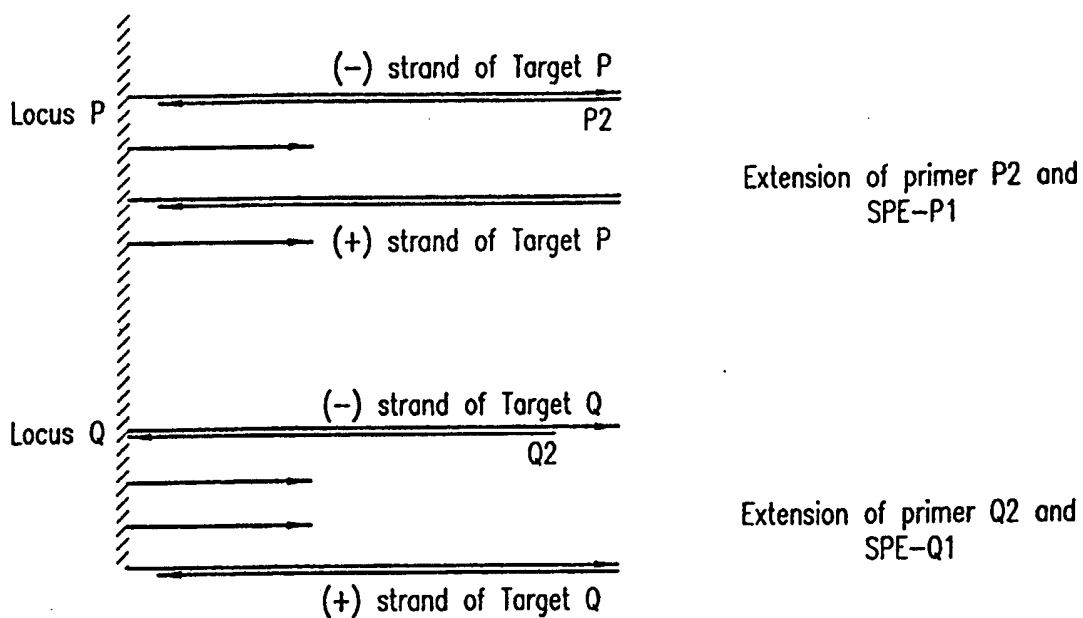 (-) strand of Target P
Locus P
P2
Extension of primer P2 and
SPE-P1
(+) strand of Target P
(-) strand of Target Q
Locus Q
Q2
Extension of primer Q2 and
SPE-Q1
(+) strand of Target Q